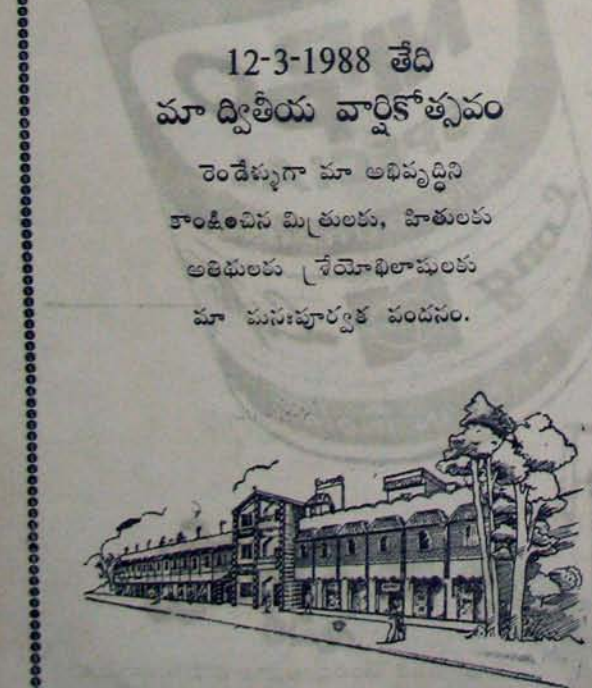 12-3-1988 తేది
మా ద్వితీయ వార్షికోత్సవం
రెండేళ్ళుగా మా అభివృద్ధిని
కాంక్షించిన మిత్రులకు, హితులకు
అతిథులకు శ్రేయోభిలాషులకు
మా మనఃపూర్వక వందనం.